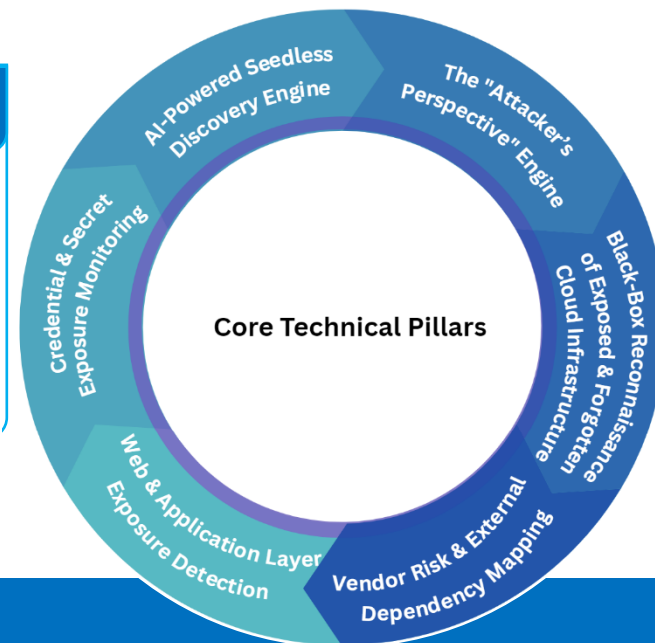 AI-Powered Seedless
Discovery Engine
The "Attacker’s
Perspective" Engine
Black-Box Reconnaissance
of Exposed & Forgotten
Cloud Infrastructure
Vendor Risk & External
Dependency Mapping
Web & Application Layer
Exposure Detection
Credential & Secret
Exposure Monitoring
Core Technical Pillars